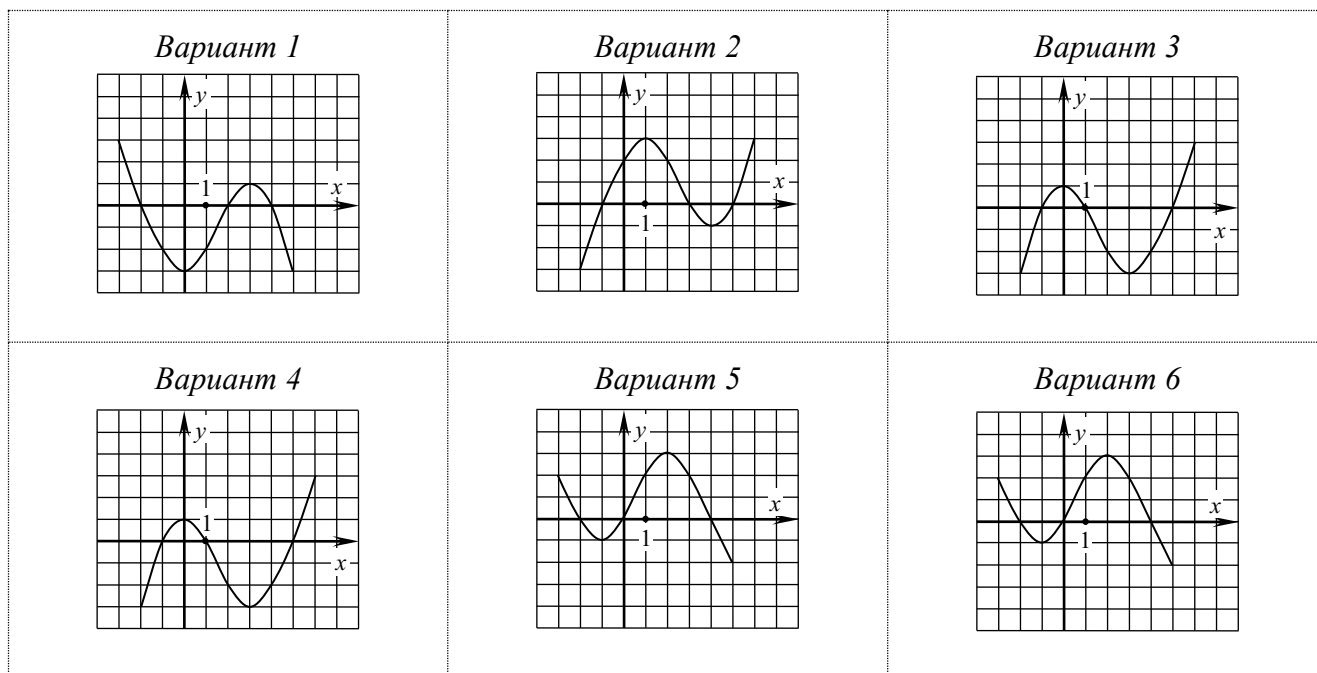 Вариант 1
y
x
1
Вариант 2
y
x
1
Вариант 3
y
1
x
Вариант 4
y
1
x
Вариант 5
y
x
1
Вариант 6
y
x
1